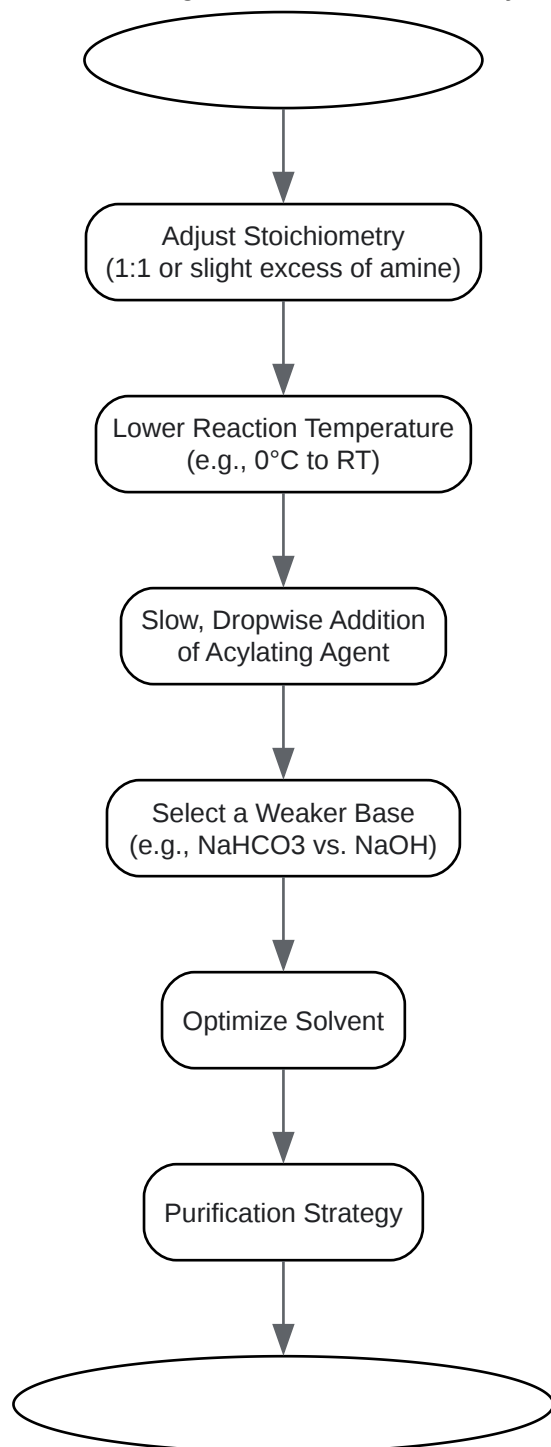 Adjust Stoichiometry
(1:1 or slight excess of amine)
Lower Reaction Temperature
(e.g., 0°C to RT)
Slow, Dropwise Addition
of Acylating Agent
Select a Weaker Base
(e.g., NaHCO3 vs. NaOH)
Optimize Solvent
Purification Strategy